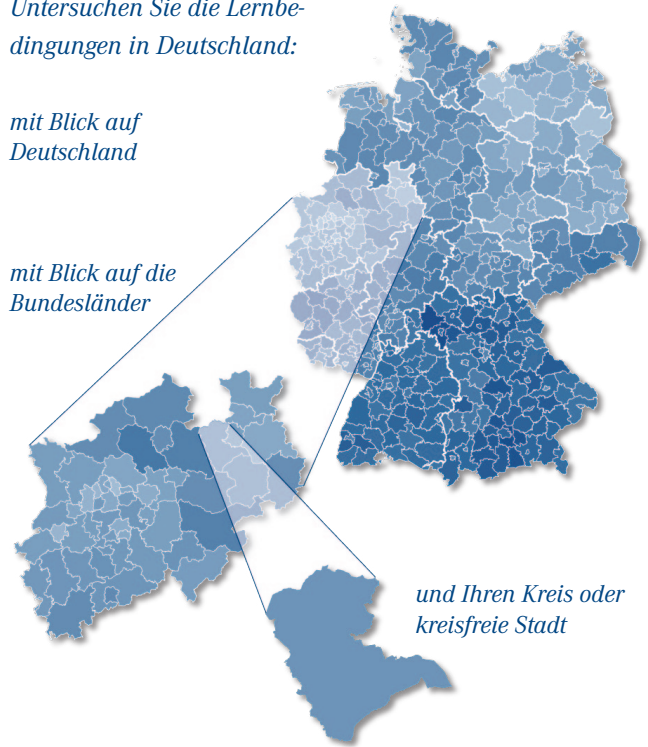 Untersuchen Sie die Lernbe-
dingungen in Deutschland:
mit Blick auf
Deutschland
mit Blick auf die
Bundesländer
und Ihren Kreis oder
kreisfreie Stadt